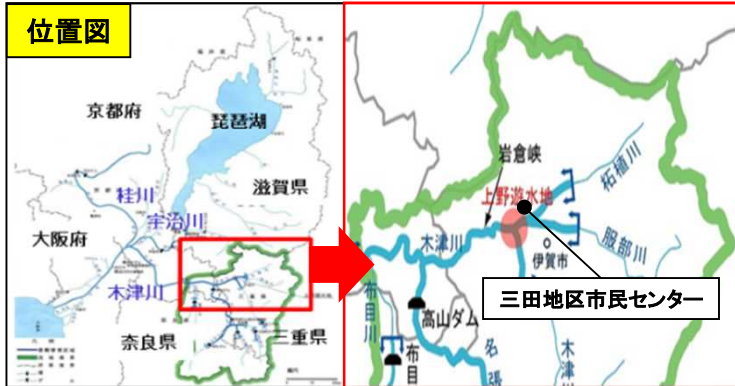 位置図
京都府
琵琶湖
滋賀県
桂川
宇治川
大阪府
木津川
奈良県
三重県
岩倉峡
上野遊水地
柘植川
木津川
服部川
伊賀市
三田地区市民センター
布目川
高山ダム
布目
名張
木津川